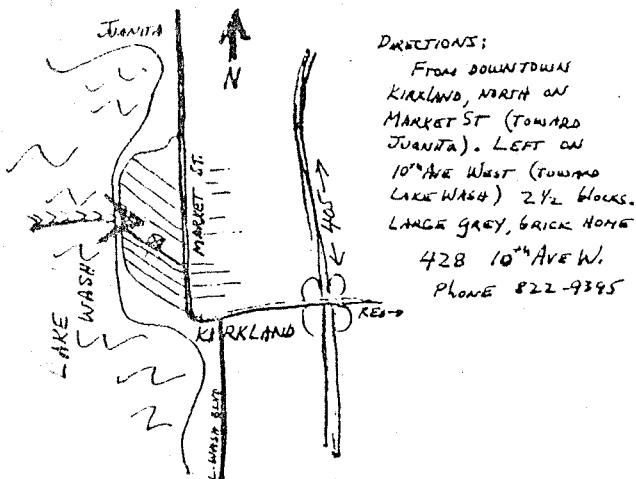 JUANITA
N
MARKET ST.
405
LAKE
WASH
KIRKLAND
RED→
L. WASH BLVD
DIRECTIONS:
FROM DOWNTOWN
KIRKLAND, NORTH ON
MARKET ST (TOWARD
JUANITA). LEFT ON
10TH AVE WEST (TOWARD
LAKE WASH) 2½ BLOCKS.
LARGE GREY, BRICK HOME
428 10TH AVE W.
PHONE 822-9395